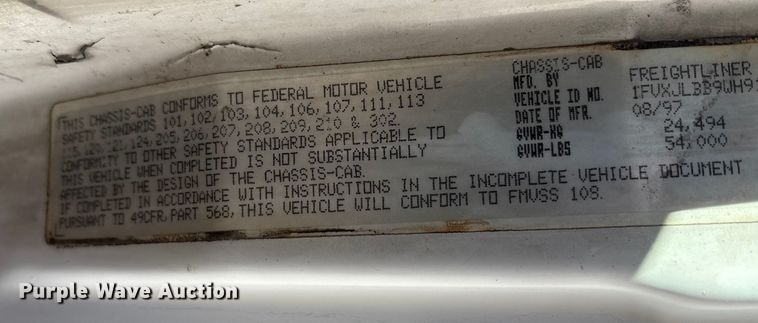 THIS CHASSIS-CAB CONFORMS TO FEDERAL MOTOR VEHICLE
SAFETY STANDARDS 101, 102, 103, 104, 106, 107, 111, 113
120, 121, 124, 205, 206, 207, 208, 209, 210 & 302.
CONFORMITY TO OTHER SAFETY STANDARDS APPLICABLE TO
THIS VEHICLE WHEN COMPLETED IS NOT SUBSTANTIALLY
AFFECTED BY THE DESIGN OF THE CHASSIS-CAB.
IF COMPLETED IN ACCORDANCE WITH INSTRUCTIONS IN THE INCOMPLETE VEHICLE DOCUMENT
PURSUANT TO 49CFR, PART 568, THIS VEHICLE WILL CONFORM TO FMVSS 108.
CHASSIS-CAB
MFD. BY FREIGHTLINER
VEHICLE ID NO. 1FVXJLBB9WH9
DATE OF MFR. 08/97
GVWR-KG 24,494
GVWR-LBS 54,000
Purple Wave Auction